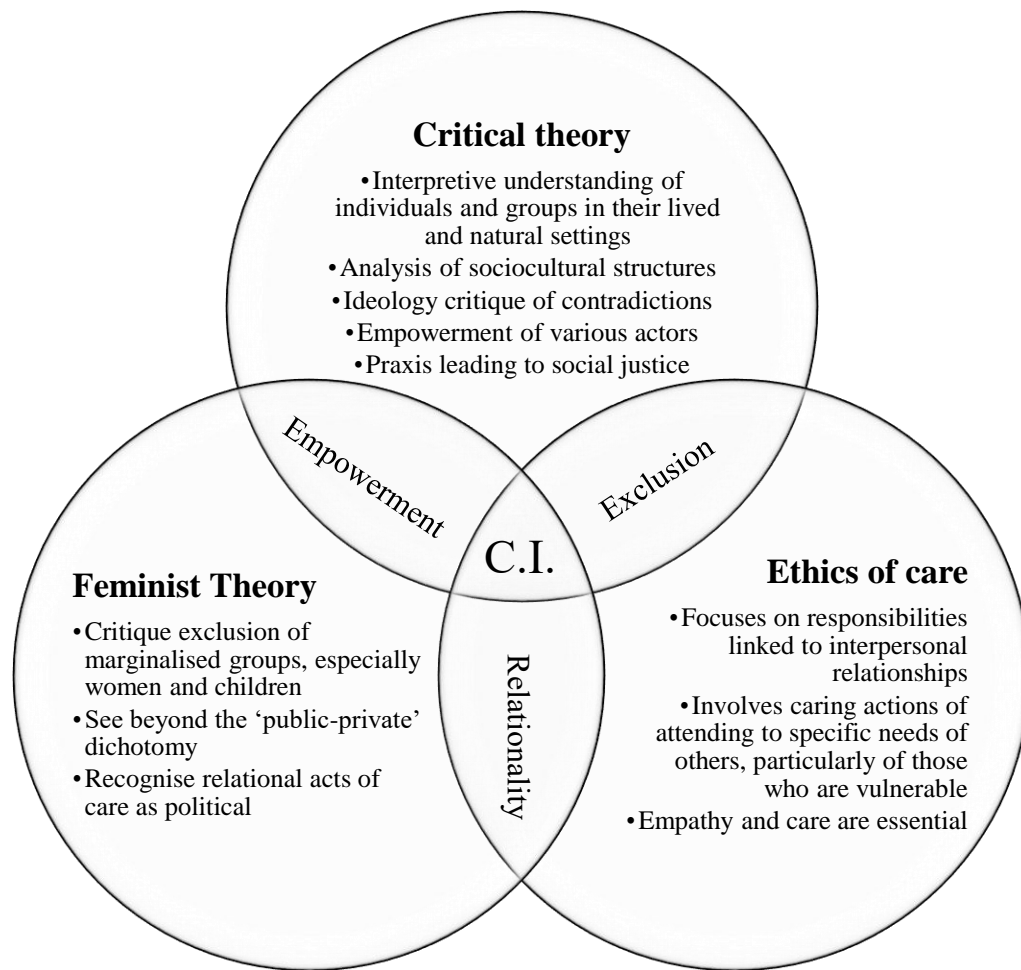 Critical theory
•Interpretive understanding of
individuals and groups in their lived
and natural settings
•Analysis of sociocultural structures
•Ideology critique of contradictions
•Empowerment of various actors
•Praxis leading to social justice
Empowerment
Exclusion
C.I.
Feminist Theory
•Critique exclusion of
marginalised groups, especially
women and children
•See beyond the ‘public-private’
dichotomy
•Recognise relational acts of
care as political
Relationality
Ethics of care
•Focuses on responsibilities
linked to interpersonal
relationships
•Involves caring actions of
attending to specific needs of
others, particularly of those
who are vulnerable
•Empathy and care are essential